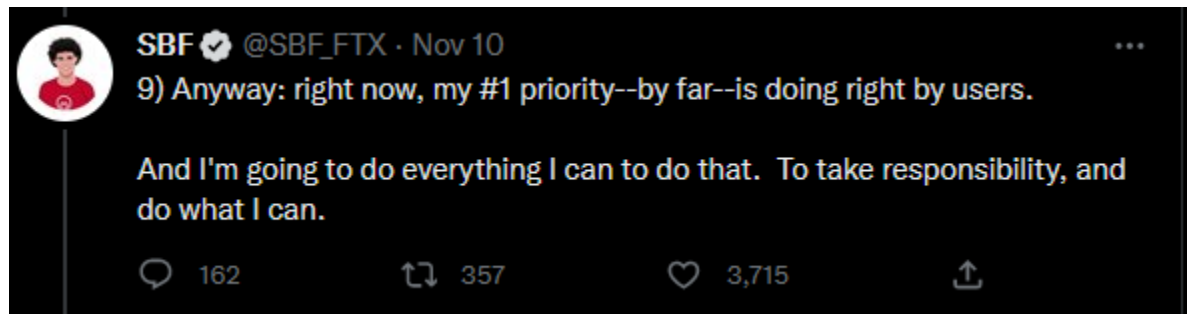 SBF @SBF_FTX · Nov 10
9) Anyway: right now, my #1 priority--by far--is doing right by users.
And I'm going to do everything I can to do that.  To take responsibility, and
do what I can.
162 357 3,715